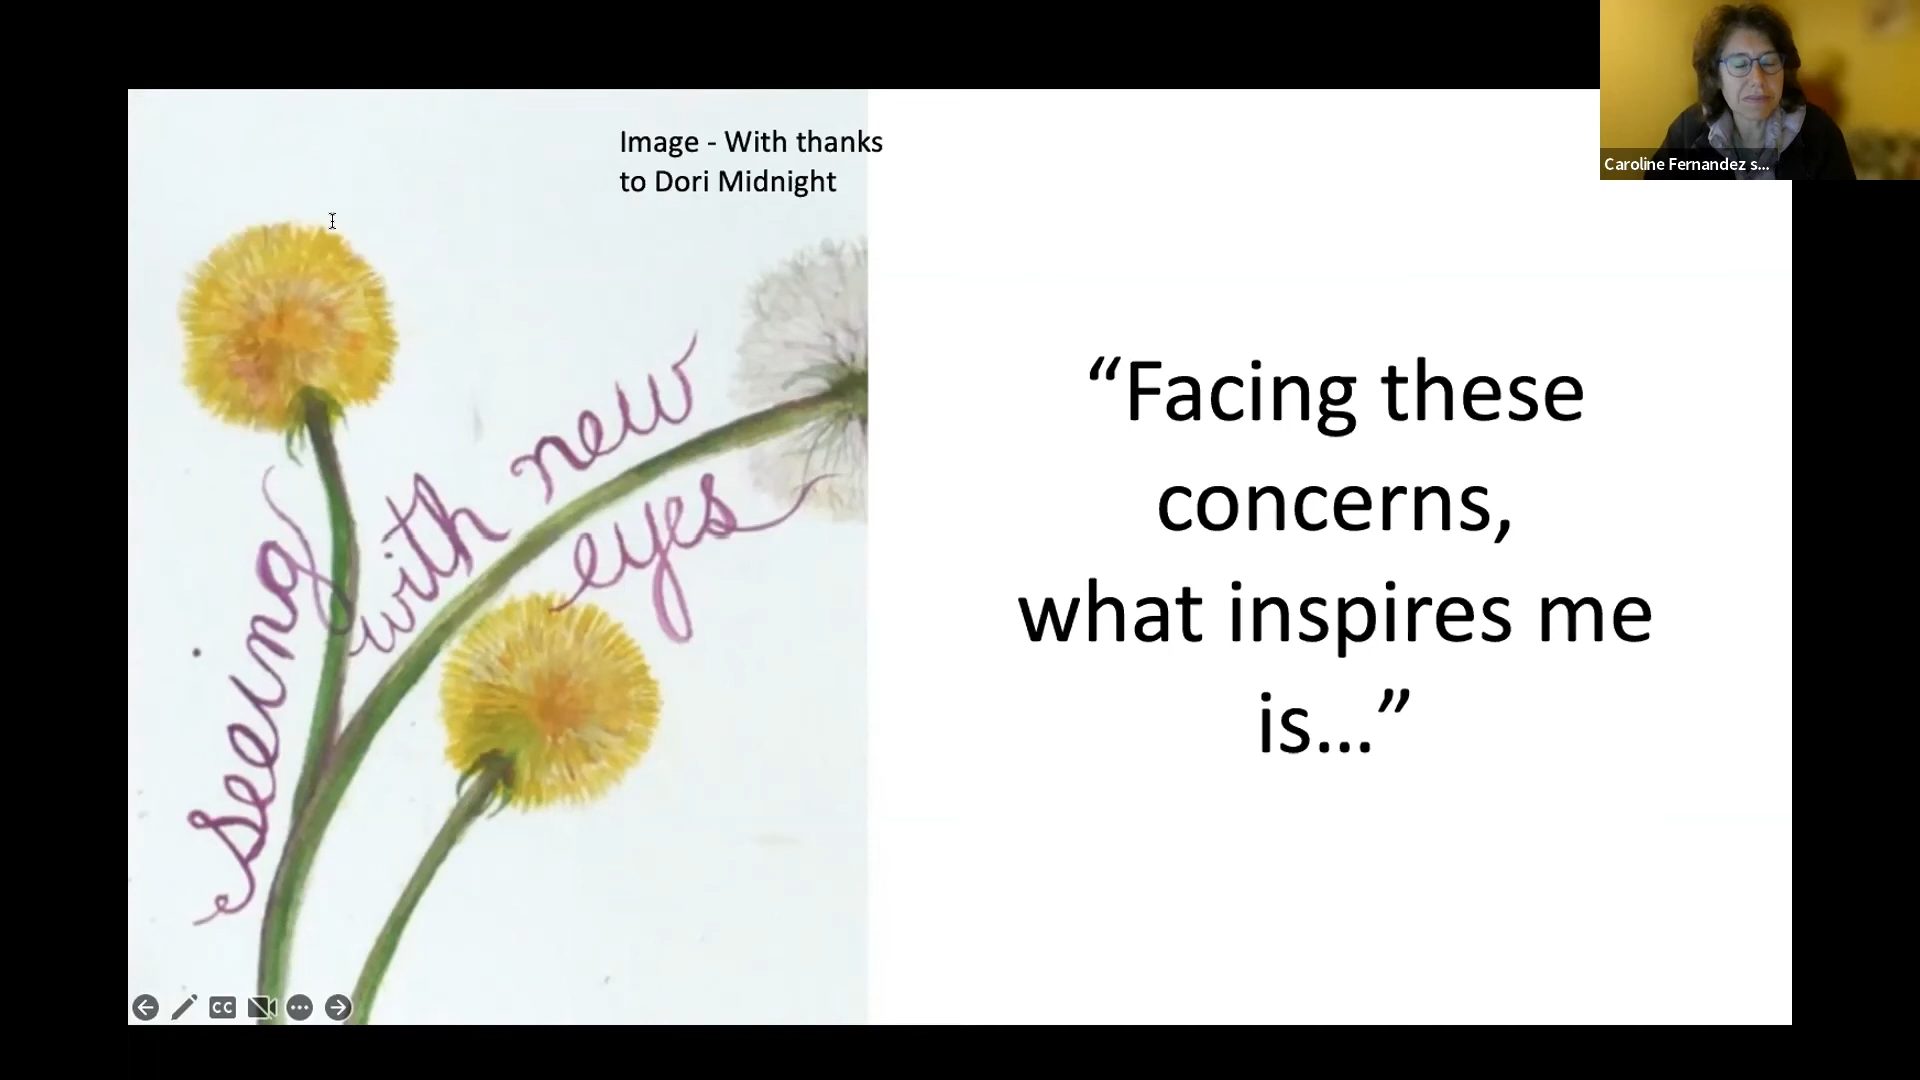 Image - With thanks
to Dori Midnight
Caroline Fernandez s...
seeing
with new
eyes
“Facing these
concerns,
what inspires me
is...”
CC